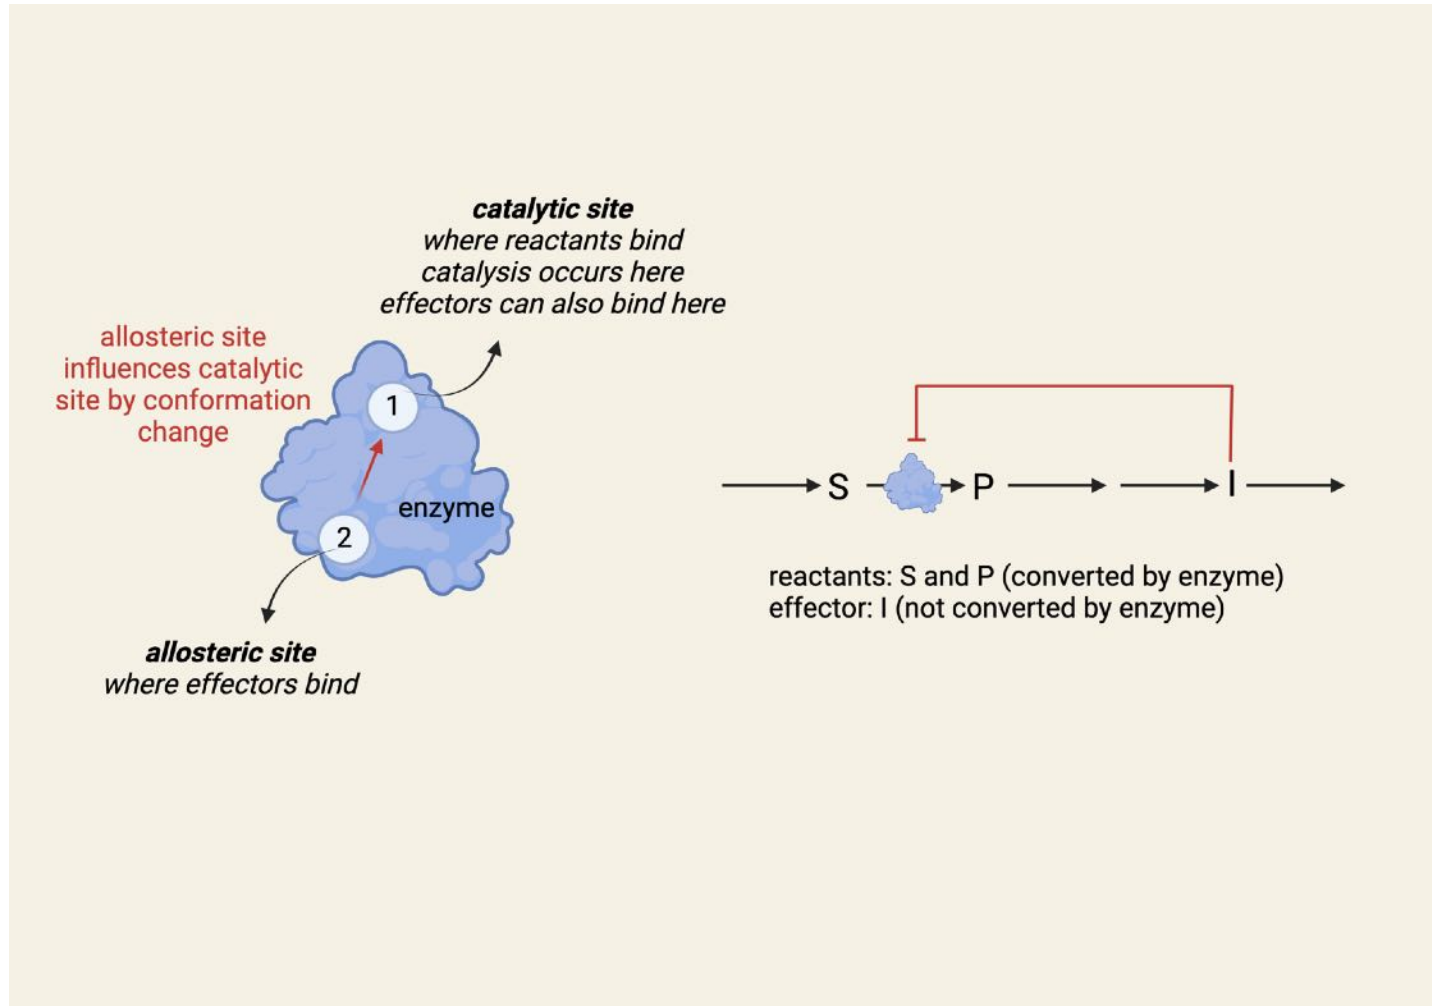 catalytic site
where reactants bind
catalysis occurs here
effectors can also bind here
allosteric site
influences catalytic
site by conformation
change
1
enzyme
2
allosteric site
where effectors bind
S
P
I
reactants: S and P (converted by enzyme)
effector: I (not converted by enzyme)